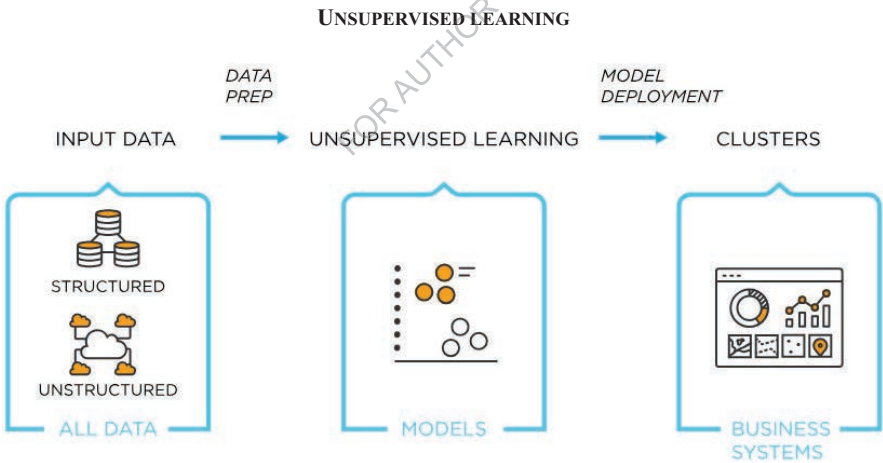 UNSUPERVISED LEARNING
FOR AUTHOR
DATA
PREP
MODEL
DEPLOYMENT
INPUT DATA
UNSUPERVISED LEARNING
CLUSTERS
STRUCTURED
UNSTRUCTURED
ALL DATA
MODELS
BUSINESS
SYSTEMS